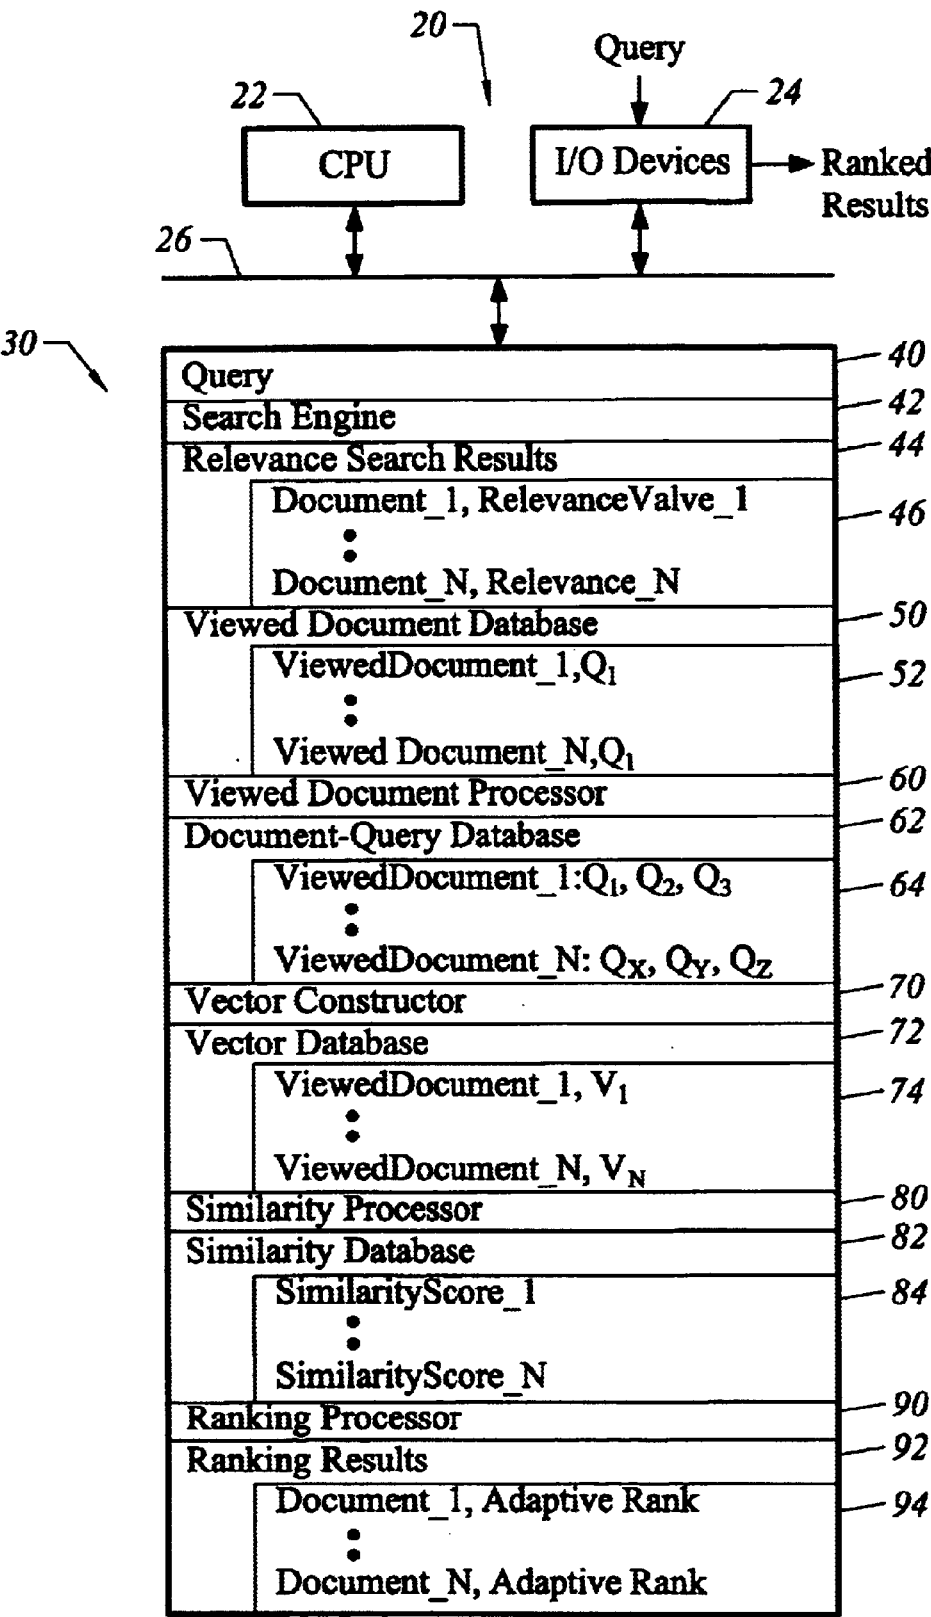 20
Query
22
24
CPU
I/O Devices
Ranked
Results
26
30
Query
40
Search Engine
42
Relevance Search Results
44
Document_1, RelevanceValve_1
46
Document_N, Relevance_N
Viewed Document Database
50
ViewedDocument_1,Q1
52
Viewed Document_N,Q1
Viewed Document Processor
60
Document-Query Database
62
ViewedDocument_1:Q1, Q2, Q3
64
ViewedDocument_N: QX, QY, QZ
Vector Constructor
70
Vector Database
72
ViewedDocument_1, V1
74
ViewedDocument_N, VN
Similarity Processor
80
Similarity Database
82
SimilarityScore_1
84
SimilarityScore_N
Ranking Processor
90
Ranking Results
92
Document_1, Adaptive Rank
94
Document_N, Adaptive Rank